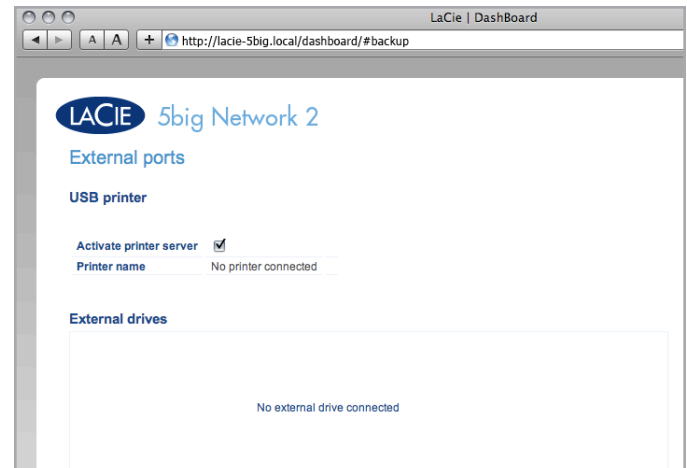 LaCie | DashBoard
A A + http://lacie-5big.local/dashboard/#backup
LACIE 5big Network 2
External ports
USB printer
Activate printer server
Printer name No printer connected
External drives
No external drive connected